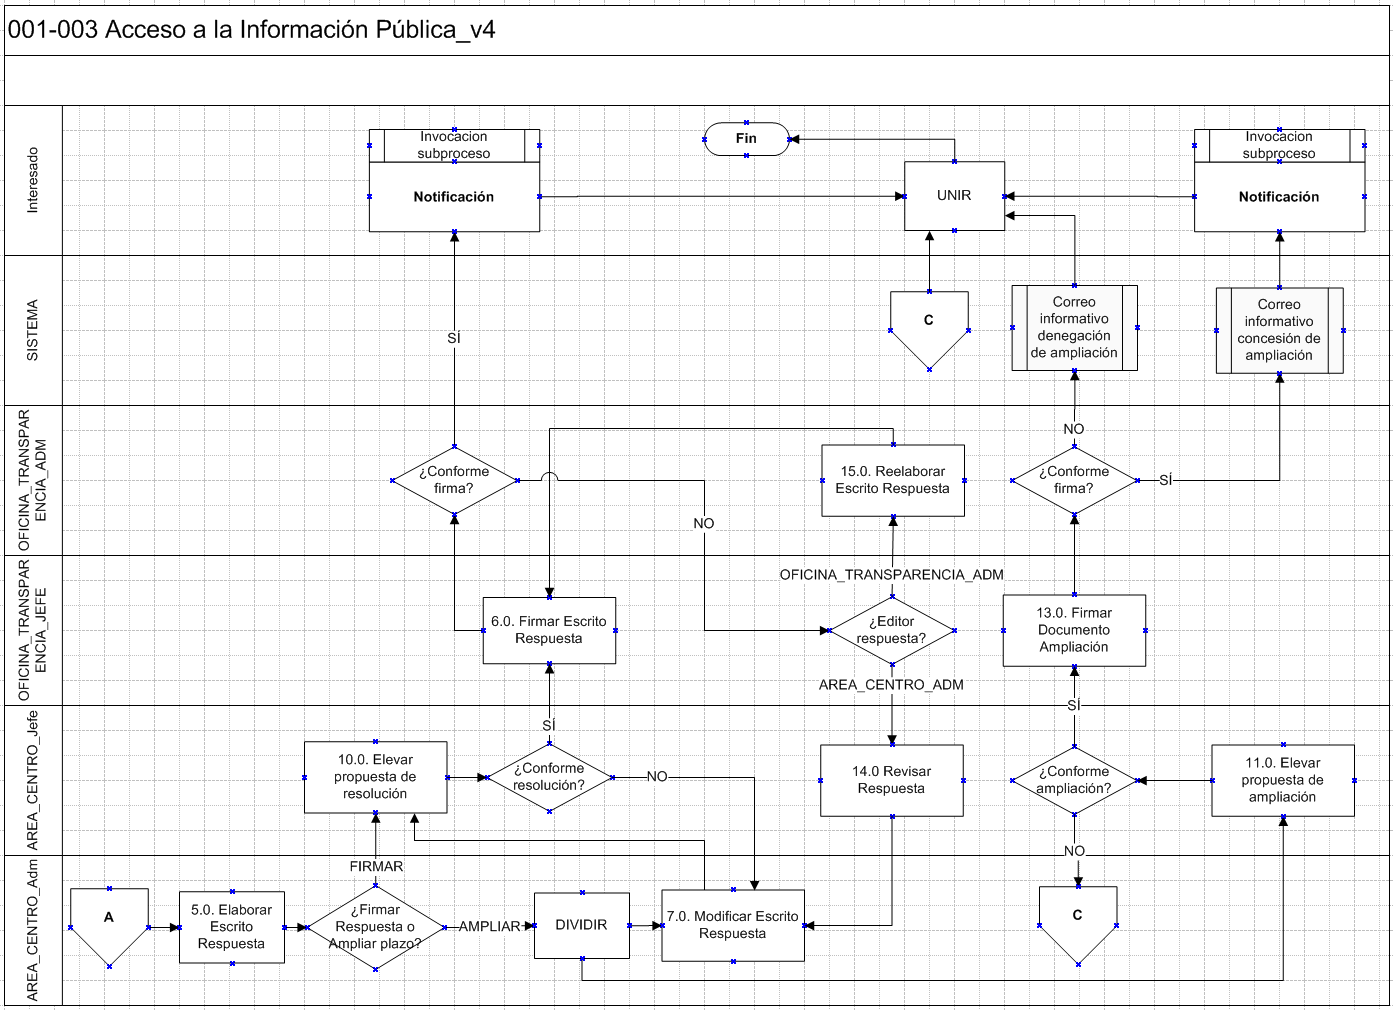 001-003 Acceso a la Información Pública_v4
Interesado
Invocacion
subproceso
Notificación
Fin
UNIR
Invocacion
subproceso
Notificación
SISTEMA
SÍ
C
Correo
informativo
denegación
de ampliación
Correo
informativo
concesión de
ampliación
OFICINA_TRANSPAR
ENCIA_ADM
¿Conforme
firma?
NO
15.0. Reelaborar
Escrito Respuesta
NO
¿Conforme
firma?
SÍ
OFICINA_TRANSPAR
ENCIA_JEFE
6.0. Firmar Escrito
Respuesta
OFICINA_TRANSPARENCIA_ADM
¿Editor
respuesta?
AREA_CENTRO_ADM
13.0. Firmar
Documento
Ampliación
SÍ
AREA_CENTRO_Jefe
10.0. Elevar
propuesta de
resolución
SÍ
¿Conforme
resolución?
NO
14.0 Revisar
Respuesta
¿Conforme
ampliación?
NO
11.0. Elevar
propuesta de
ampliación
AREA_CENTRO_Adm
A
5.0. Elaborar
Escrito
Respuesta
FIRMAR
¿Firmar
Respuesta o
Ampliar plazo?
AMPLIAR
DIVIDIR
7.0. Modificar Escrito
Respuesta
C